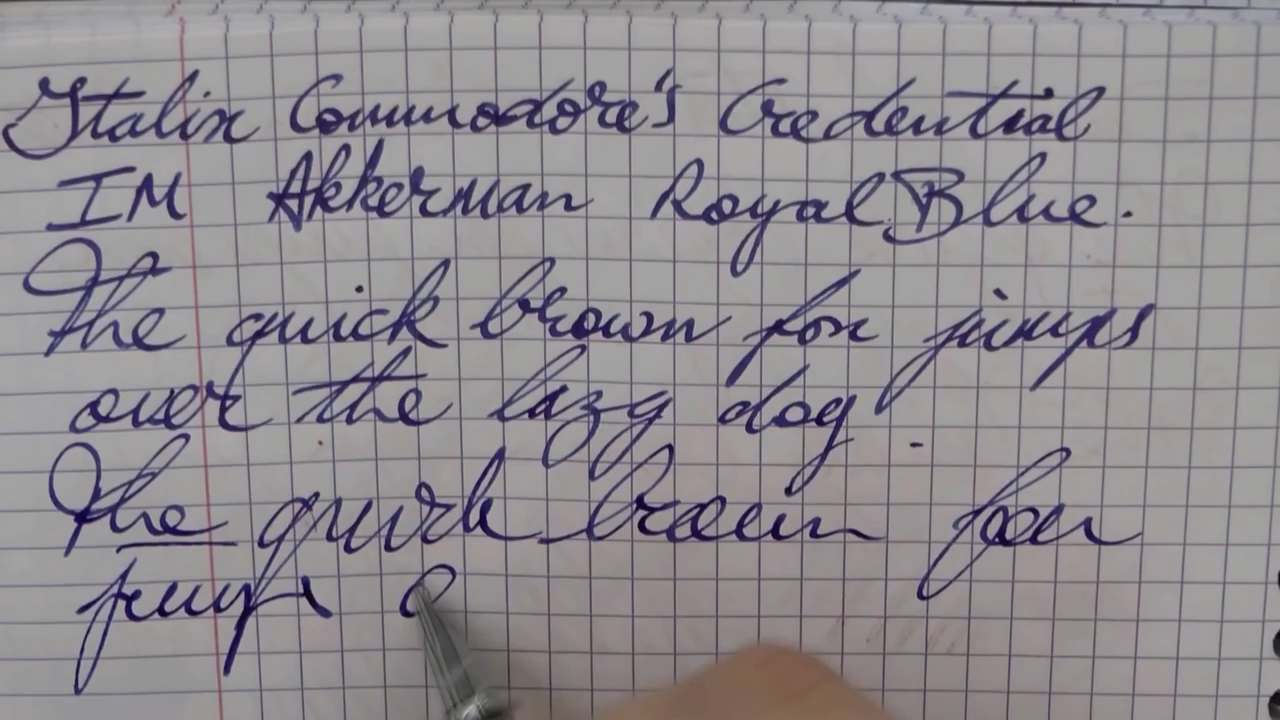 Italix Commodore's Credential
IM Akkerman Royal Blue.
The quick brown fox jumps
over the lazy dog.
The quick brown fox
jumps o